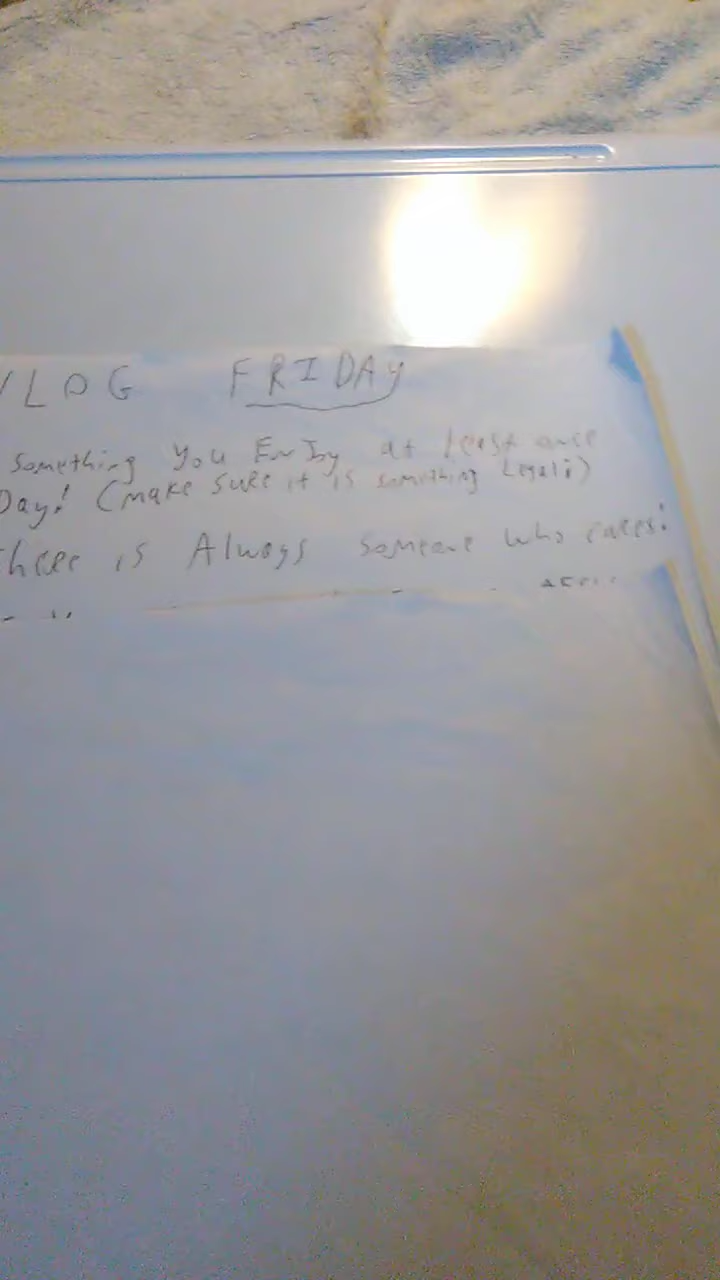 VLOG FRIDAY
something you Enjoy at least once
Day! (make sure it is something Legal!)
there is Always someone who cares!